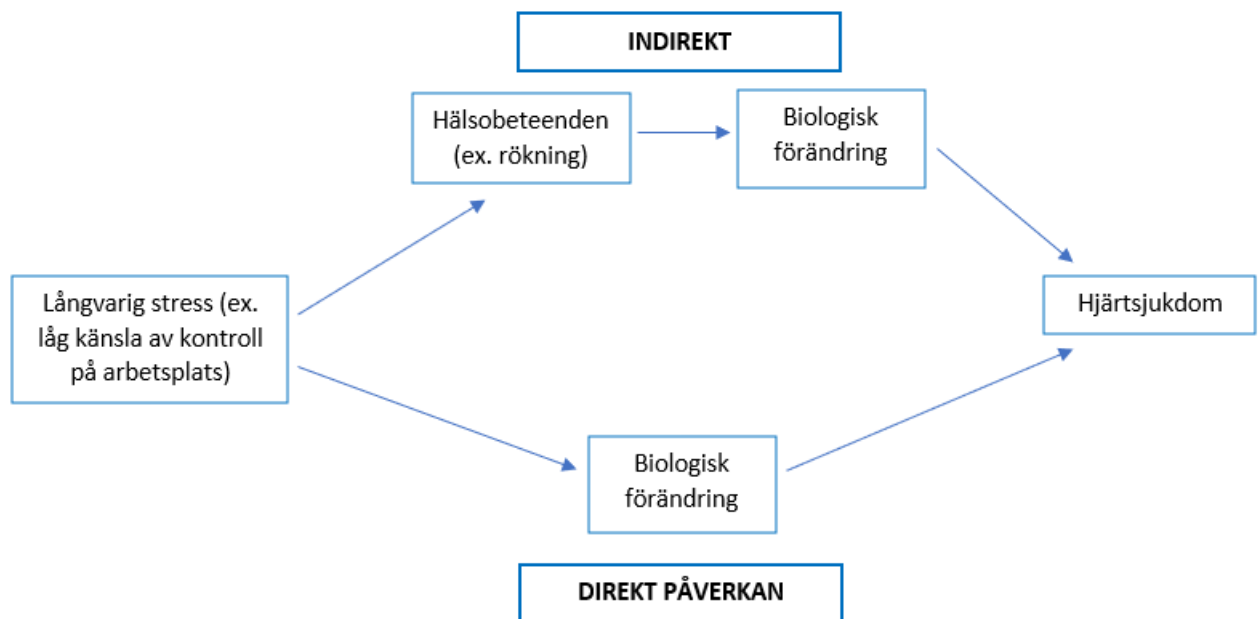 INDIREKT
Hälsobeteenden
(ex. rökning)
Biologisk
förändring
Långvarig stress (ex.
låg känsla av kontroll
på arbetsplats)
Hjärtsjukdom
Biologisk
förändring
DIREKT PÅVERKAN